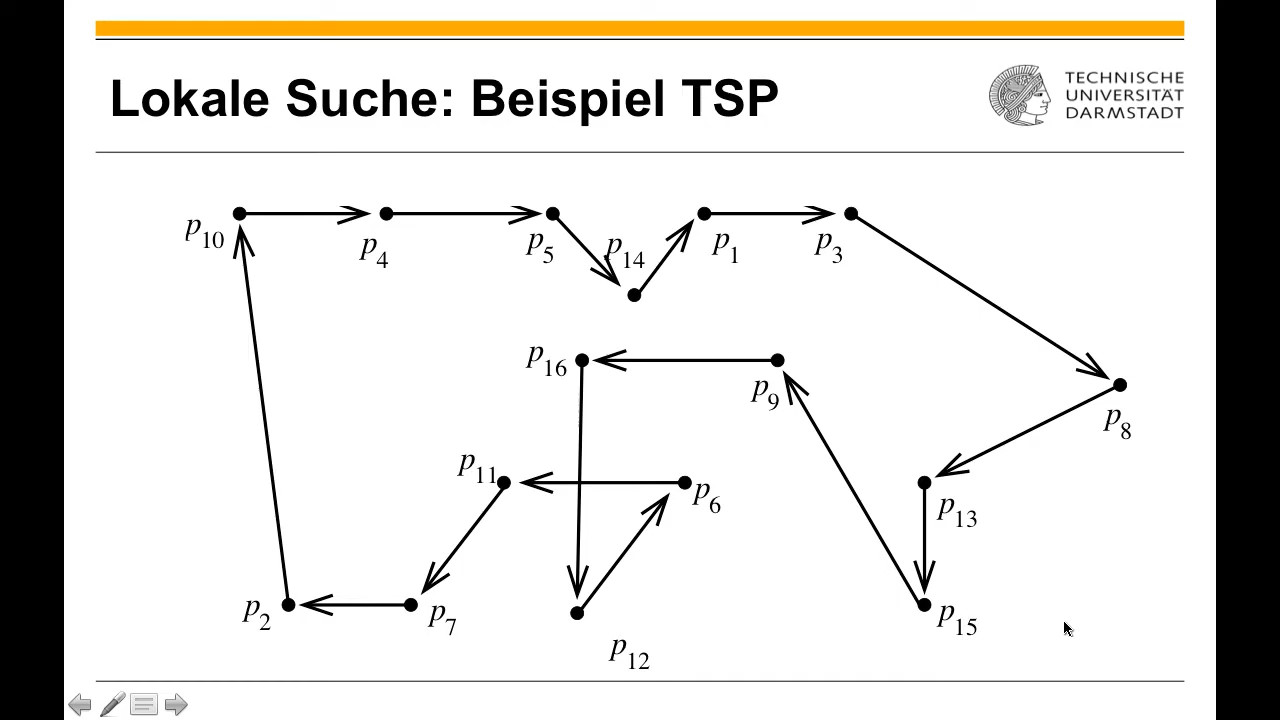 Lokale Suche: Beispiel TSP
TECHNISCHE
UNIVERSITÄT
DARMSTADT
p10
p4
p5
p14
p1
p3
p16
p9
p8
p11
p6
p13
p2
p7
p12
p15